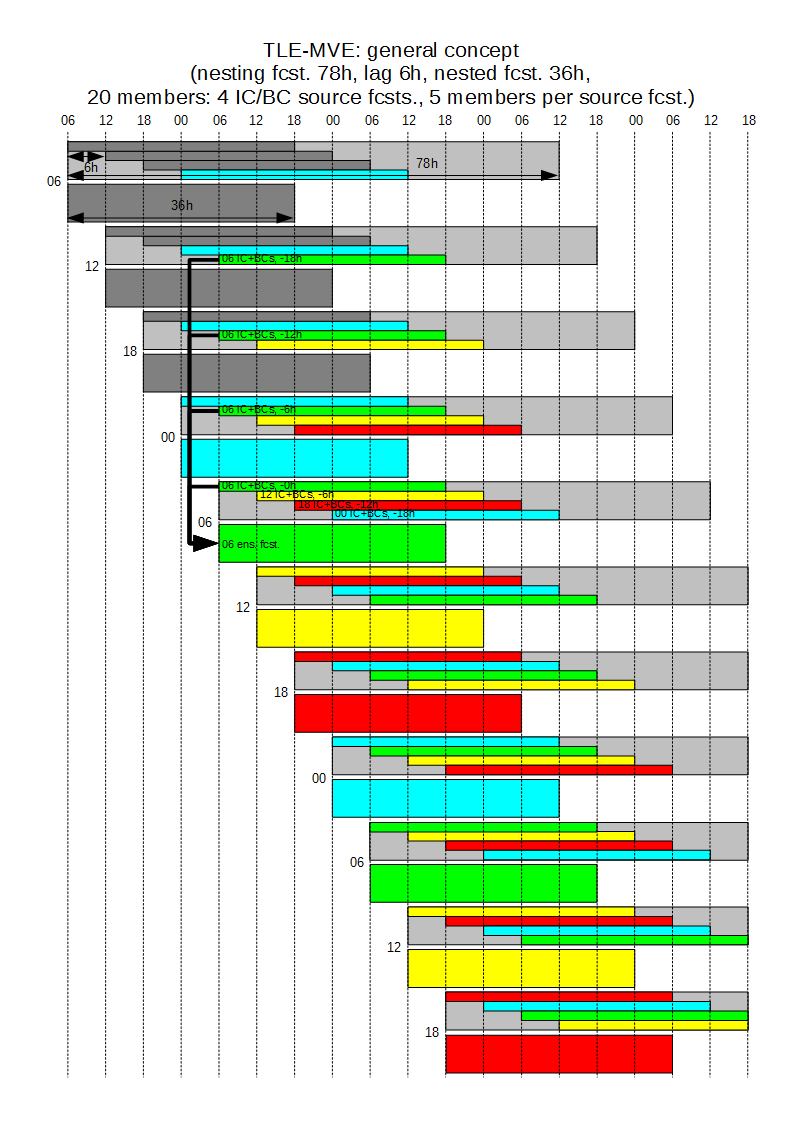 TLE-MVE: general concept
(nesting fcst. 78h, lag 6h, nested fcst. 36h,
20 members: 4 IC/BC source fcsts., 5 members per source fcst.)
06 12 18 00 06 12 18 00 06 12 18 00 06 12 18 00 06 12 18
6h
78h
06
36h
06 IC+BCs, -18h
12
06 IC+BCs, -12h
18
06 IC+BCs, -6h
00
06 IC+BCs, -0h
12 IC+BCs, -6h
18 IC+BCs, -12h
00 IC+BCs, -18h
06
06 ens. fcst.
12
18
00
06
12
18